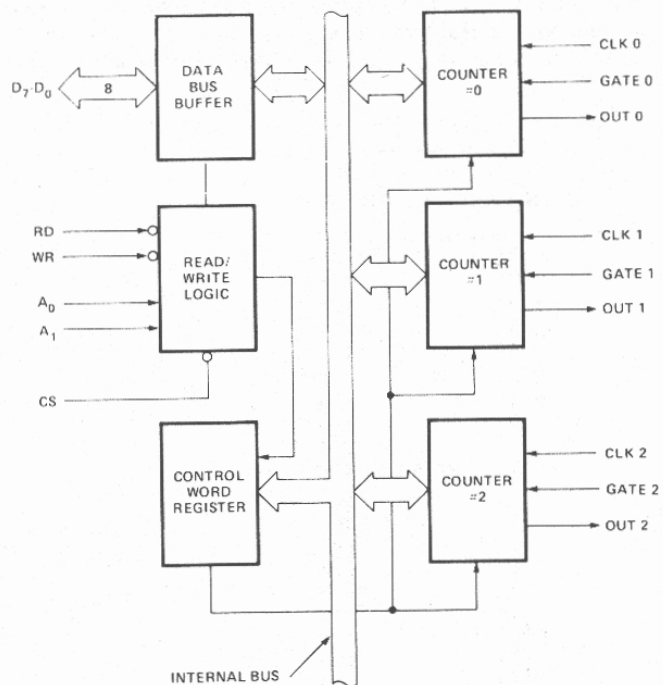 D7-D0
8
DATA
BUS
BUFFER
COUNTER
=0
CLK 0
GATE 0
OUT 0
RD
WR
A0
A1
CS
READ/
WRITE
LOGIC
COUNTER
=1
CLK 1
GATE 1
OUT 1
CONTROL
WORD
REGISTER
COUNTER
=2
CLK 2
GATE 2
OUT 2
INTERNAL BUS